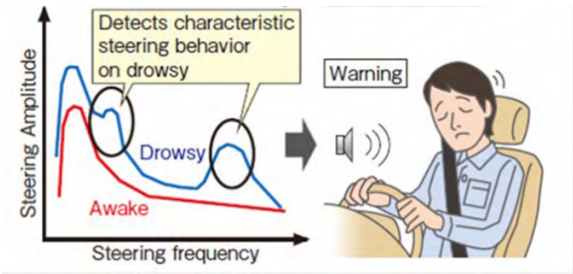 Detects characteristic
steering behavior
on drowsy
Steering Amplitude
Drowsy
Awake
Steering frequency
Warning